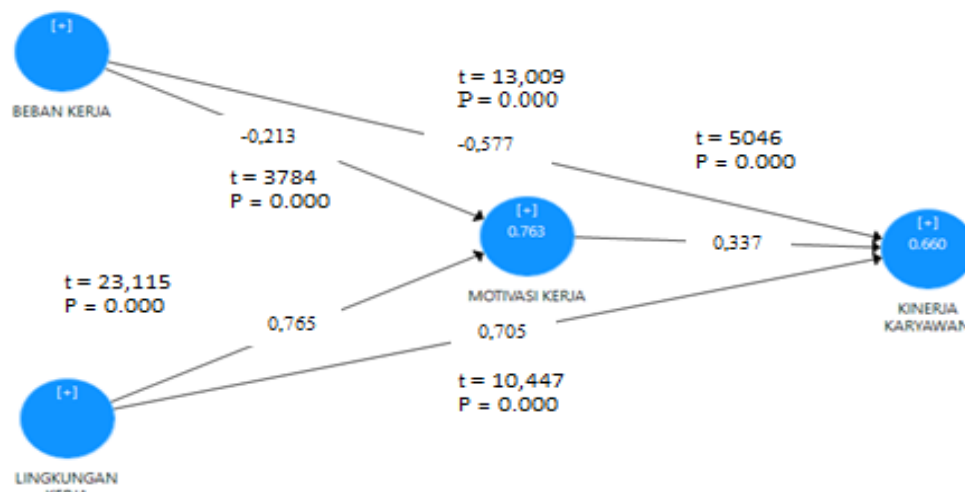 [+]
BEBAN KERJA
t = 13,009
P = 0.000
-0,213
-0,577
t = 5046
P = 0.000
t = 3784
P = 0.000
[+]
0.763
MOTIVASI KERJA
0,337
[+]
0.660
KINERJA
KARYAWAN
t = 23,115
P = 0.000
0,765
0,705
t = 10,447
P = 0.000
[+]
LINGKUNGAN
KERJA